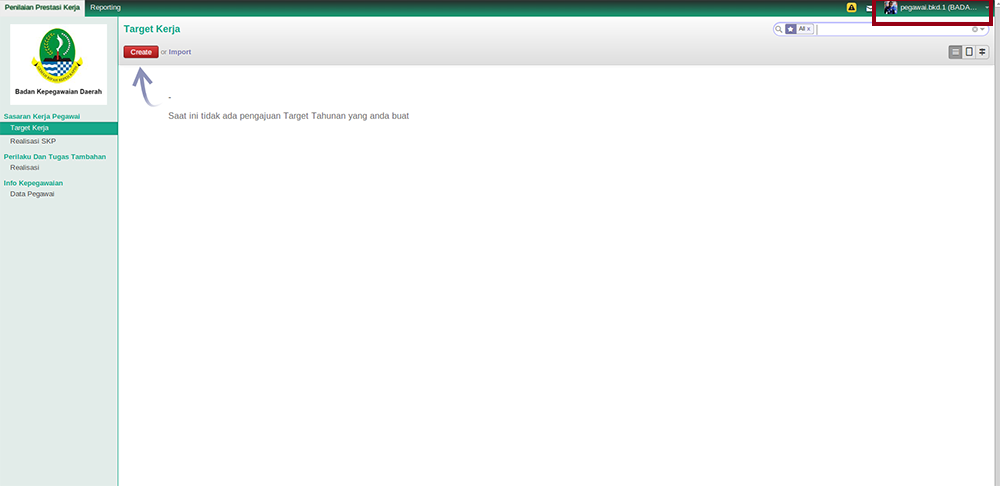 Penilaian Prestasi Kerja Reporting
pegawai.bkd.1 (BADA...
Target Kerja
All x
Create or Import
Badan Kepegawaian Daerah
-
Saat ini tidak ada pengajuan Target Tahunan yang anda buat
Sasaran Kerja Pegawai
Target Kerja
Realisasi SKP
Perilaku Dan Tugas Tambahan
Realisasi
Info Kepegawaian
Data Pegawai